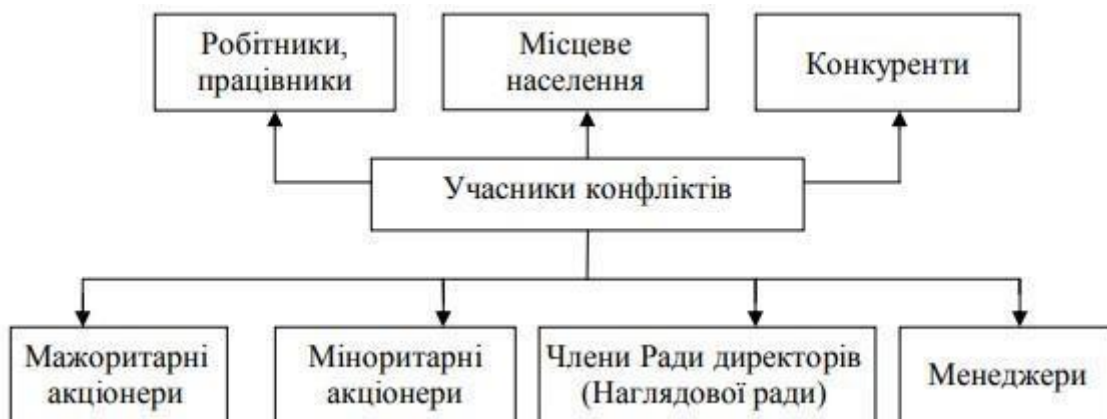 Робітники,
працівники
Місцеве
населення
Конкуренти
Учасники конфліктів
Мажоритарні
акціонери
Міноритарні
акціонери
Члени Ради директорів
(Наглядової ради)
Менеджери